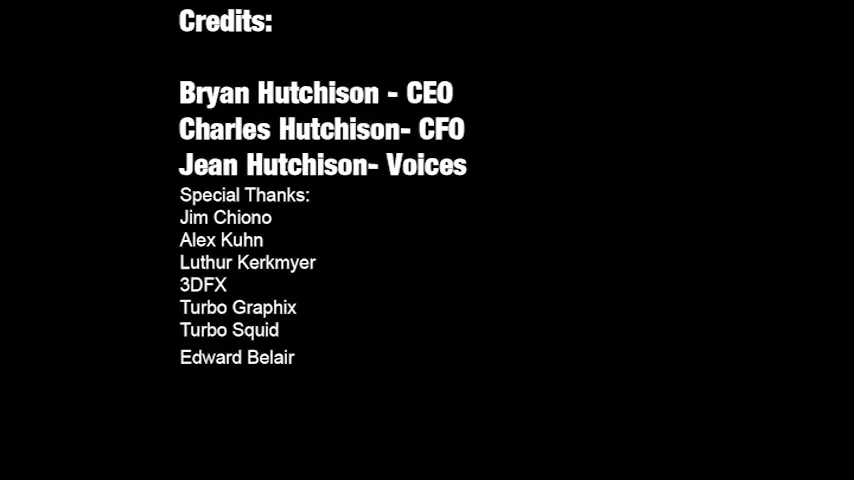 Credits:
Bryan Hutchison - CEO
Charles Hutchison- CFO
Jean Hutchison- Voices
Special Thanks:
Jim Chiono
Alex Kuhn
Luthur Kerkmyer
3DFX
Turbo Graphix
Turbo Squid
Edward Belair